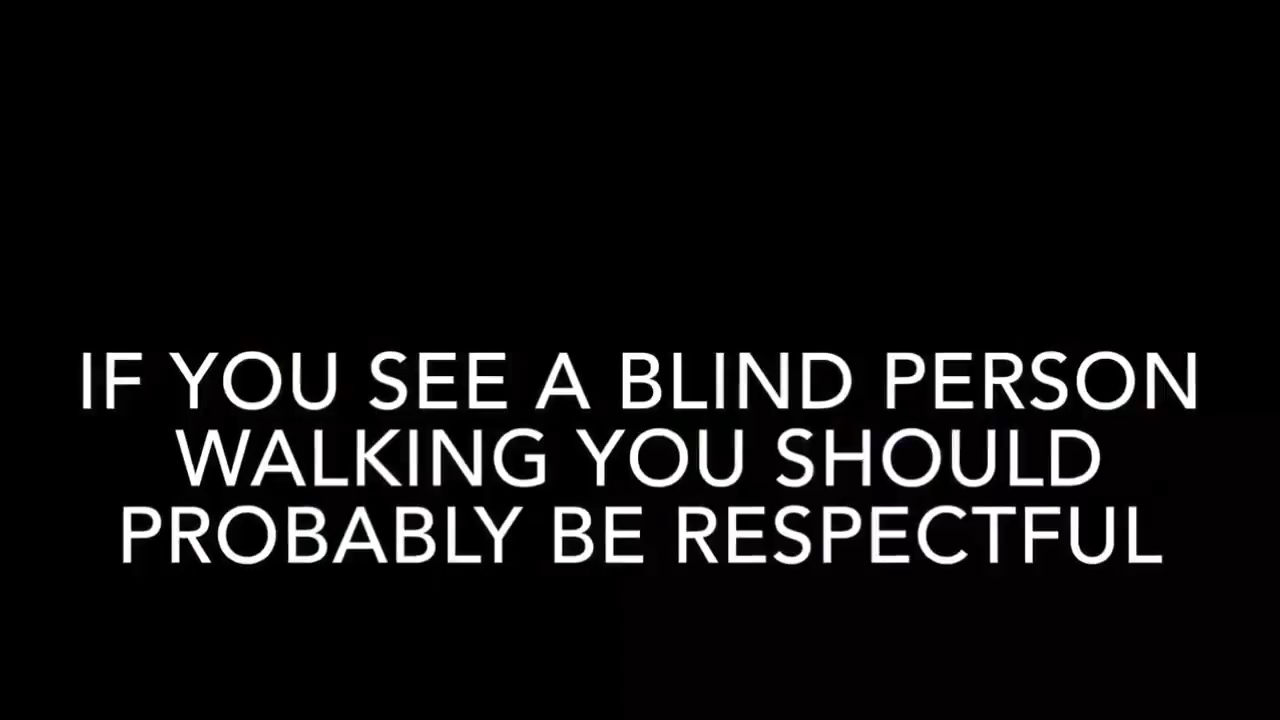 IF YOU SEE A BLIND PERSON
WALKING YOU SHOULD
PROBABLY BE RESPECTFUL